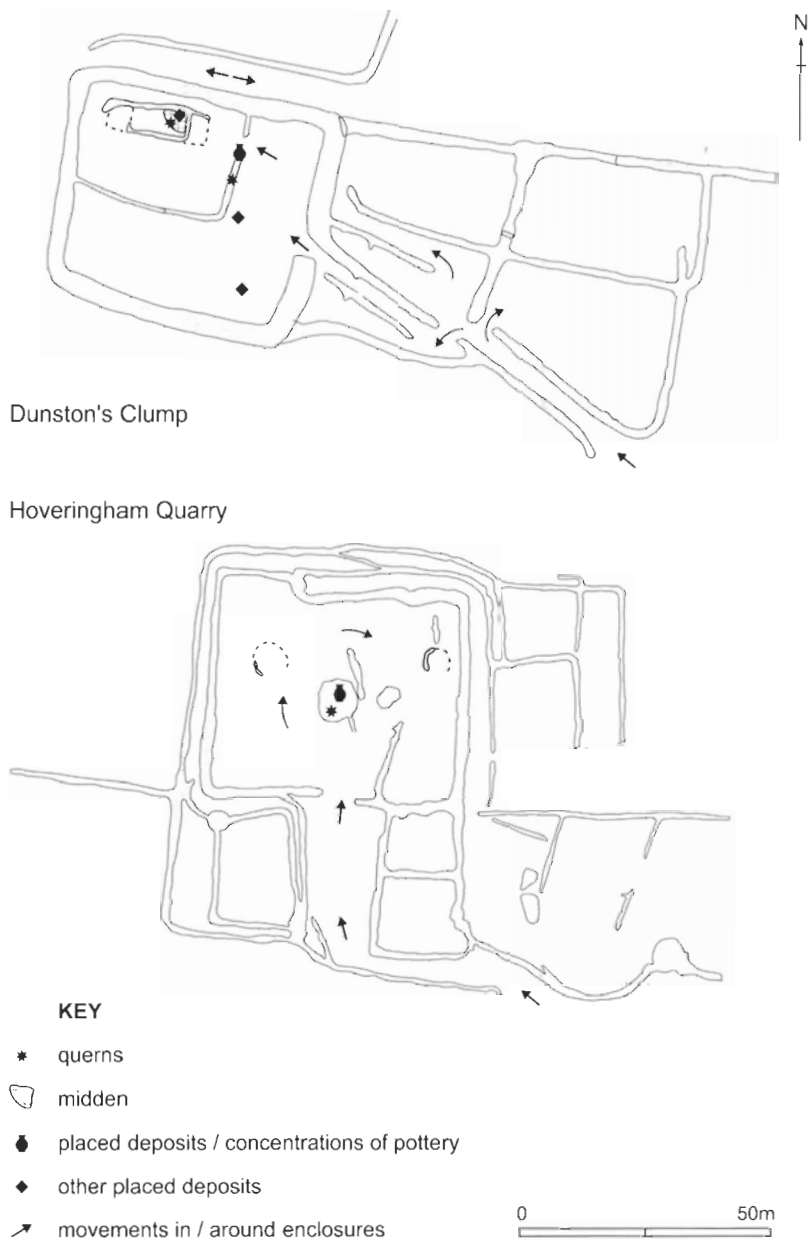 N
Dunston's Clump
Hoveringham Quarry
KEY
querns
midden
placed deposits / concentrations of pottery
other placed deposits
movements in / around enclosures
0 50m